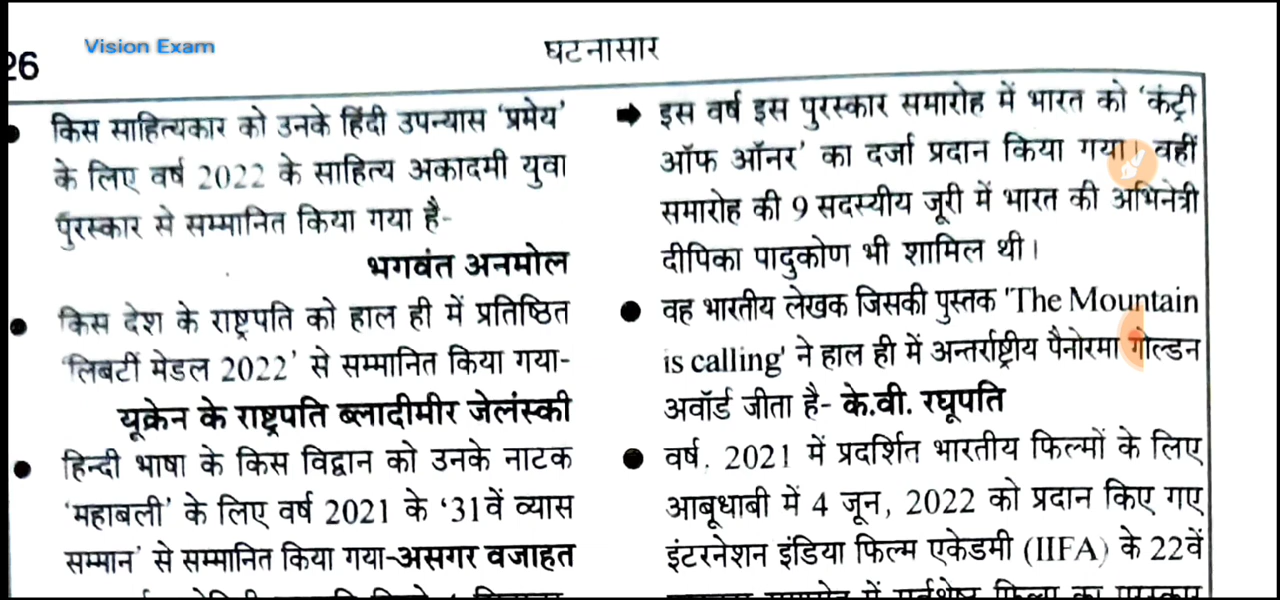 26
Vision Exam
घटनासार
किस साहित्यकार को उनके हिंदी उपन्यास ‘प्रमेय’
के लिए वर्ष 2022 के साहित्य अकादमी युवा
पुरस्कार से सम्मानित किया गया है-
भगवंत अनमोल
किस देश के राष्ट्रपति को हाल ही में प्रतिष्ठित
'लिबर्टी मेडल 2022’ से सम्मानित किया गया-
यूक्रेन के राष्ट्रपति ब्लादीमीर जेलंस्की
हिन्दी भाषा के किस विद्वान को उनके नाटक
‘महाबली’ के लिए वर्ष 2021 के ‘31वें व्यास
सम्मान’ से सम्मानित किया गया-असगर वजाहत
इस वर्ष इस पुरस्कार समारोह में भारत को ‘कंट्री
ऑफ ऑनर’ का दर्जा प्रदान किया गया। वहीं
समारोह की 9 सदस्यीय जूरी में भारत की अभिनेत्री
दीपिका पादुकोण भी शामिल थी।
वह भारतीय लेखक जिसकी पुस्तक 'The Mountain
is calling' ने हाल ही में अन्तर्राष्ट्रीय पैनोरमा गोल्डन
अवॉर्ड जीता है- के.वी. रघूपति
वर्ष. 2021 में प्रदर्शित भारतीय फिल्मों के लिए
आबूधाबी में 4 जून, 2022 को प्रदान किए गए
इंटरनेशन इंडिया फिल्म एकेडमी (IIFA) के 22वें